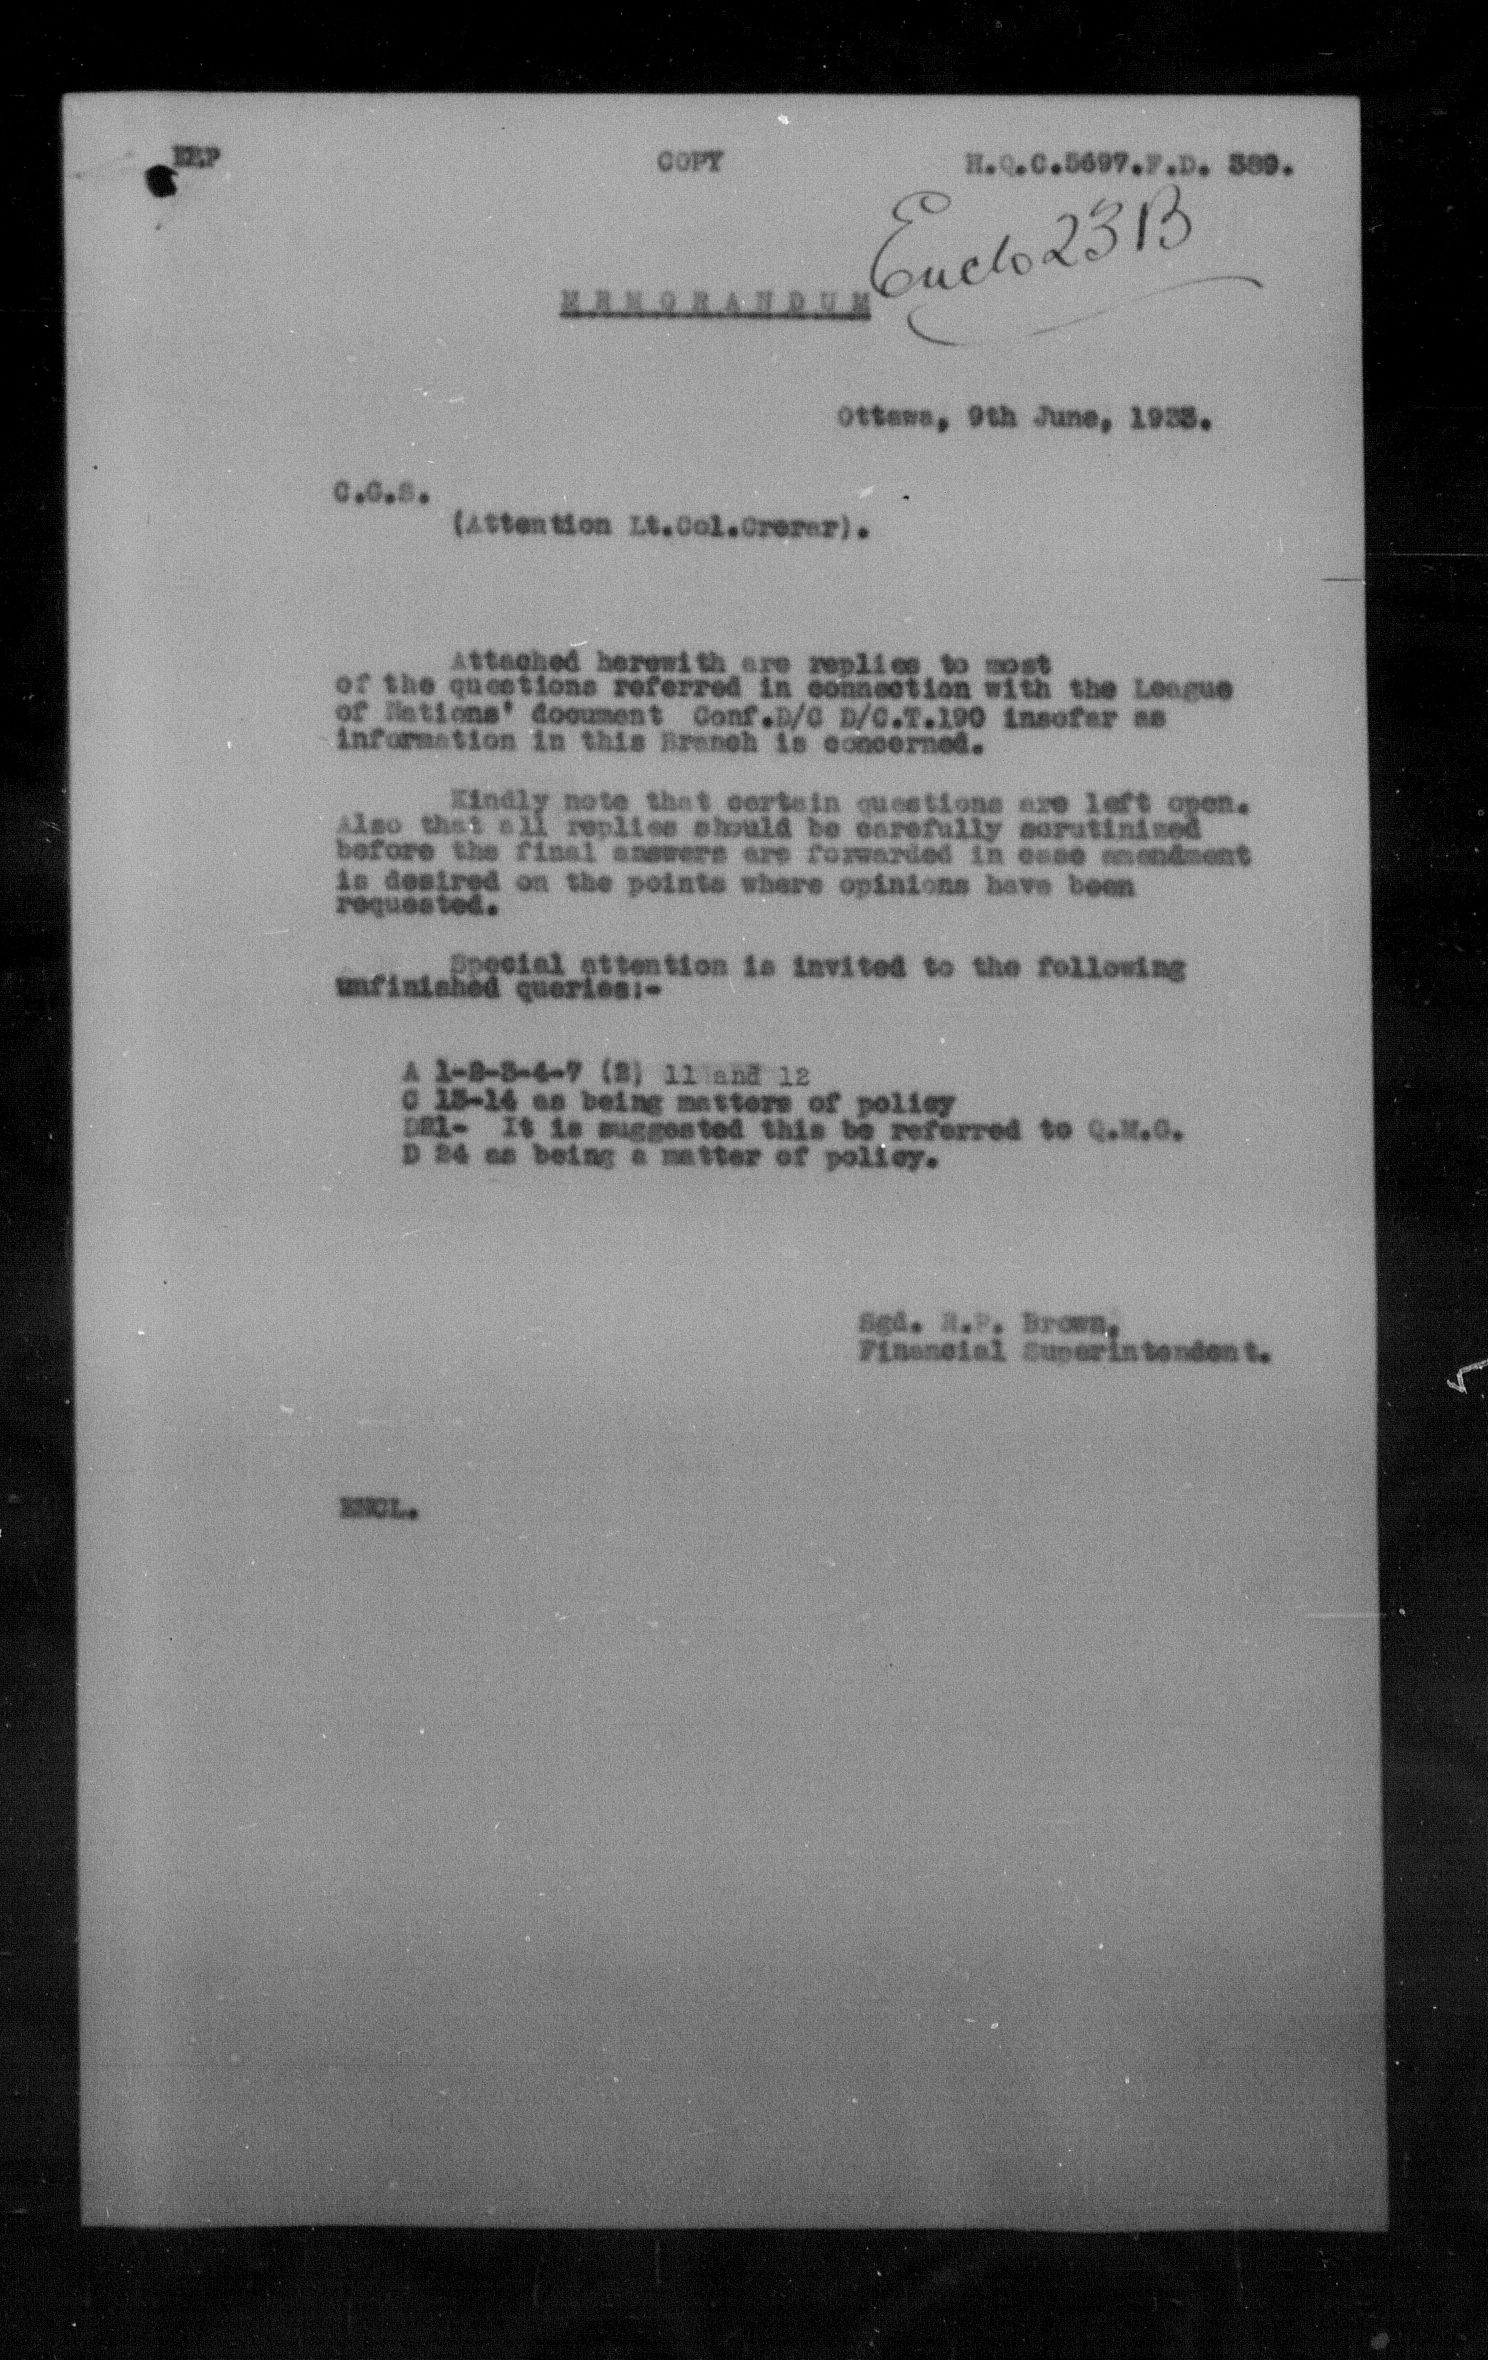 EEP COPY H.Q.C.5697.F.D. 389.
Enclo 23B
M E M O R A N D U M
Ottawa, 9th June, 1933.
C.G.S.
(Attention Lt.Col.Crerar).
Attached herewith are replies to most
of the questions referred in connection with the League
of Nations' document Conf.D/C D/C.T.190 insofar as
information in this Branch is concerned.
Kindly note that certain questions are left open.
Also that all replies should be carefully scrutinized
before the final answers are forwarded in case amendment
is desired on the points where opinions have been
requested.
Special attention is invited to the following
unfinished queries:-
A 1-2-3-4-7 (2) 11 and 12
C 13-14 as being matters of policy
D21- It is suggested this be referred to Q.M.G.
D 24 as being a matter of policy.
Sgd. R.P. Brown,
Financial Superintendent.
ENCL.